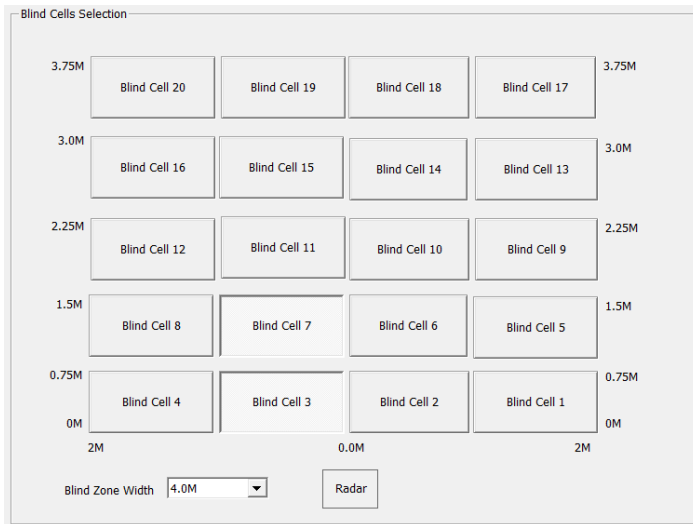 Blind Cells Selection
3.75M Blind Cell 20 Blind Cell 19 Blind Cell 18 Blind Cell 17 3.75M
3.0M Blind Cell 16 Blind Cell 15 Blind Cell 14 Blind Cell 13 3.0M
2.25M Blind Cell 12 Blind Cell 11 Blind Cell 10 Blind Cell 9 2.25M
1.5M Blind Cell 8 Blind Cell 7 Blind Cell 6 Blind Cell 5 1.5M
0.75M Blind Cell 4 Blind Cell 3 Blind Cell 2 Blind Cell 1 0.75M
0M 0M
2M 0.0M 2M
Blind Zone Width 4.0M Radar